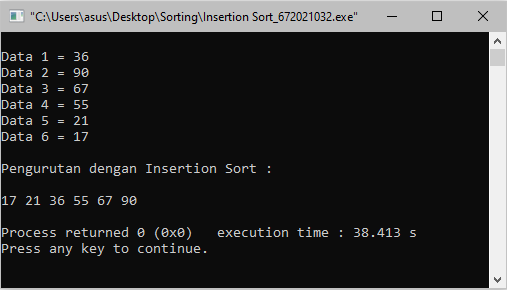 "C:\Users\asus\Desktop\Sorting\Insertion Sort_672021032.exe"
Data 1 = 36
Data 2 = 90
Data 3 = 67
Data 4 = 55
Data 5 = 21
Data 6 = 17
Pengurutan dengan Insertion Sort :
17 21 36 55 67 90
Process returned 0 (0x0)   execution time : 38.413 s
Press any key to continue.